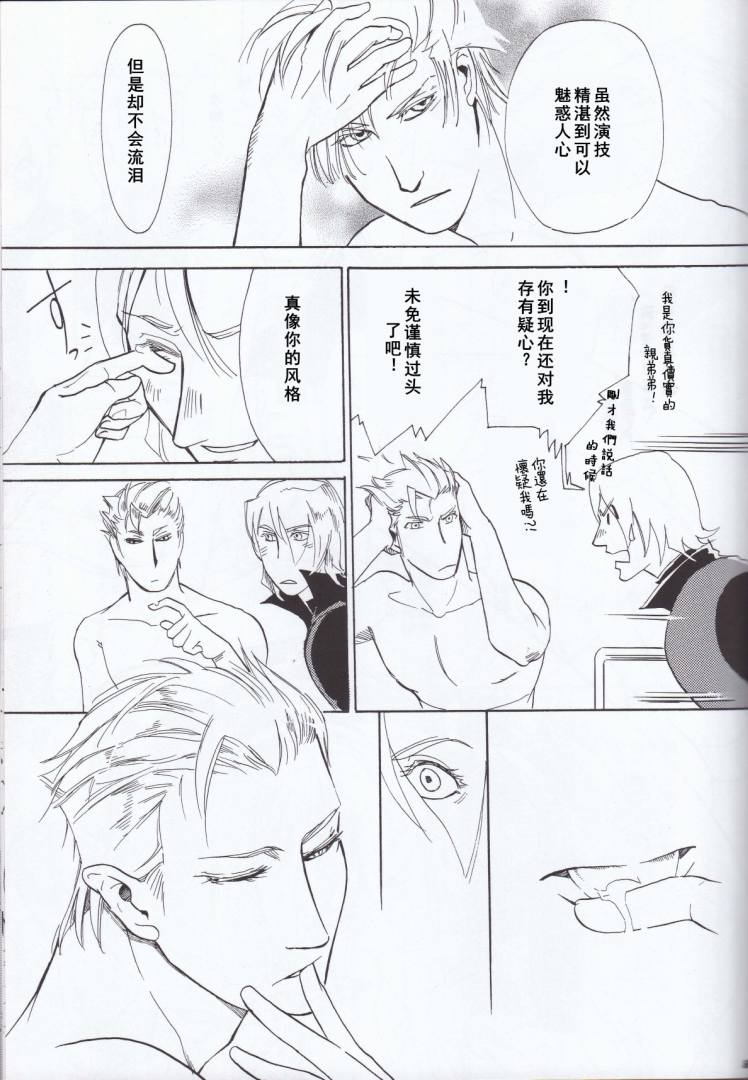 虽然演技
精湛到可以
魅惑人心
但是却不会流泪
我是你貨真價實的
親弟弟！
剛才我們說話
的時候
！
你到现在还对我
存有疑心？
你還在
懷疑我嗎?!
未免谨慎过头
了吧！
真像你的风格